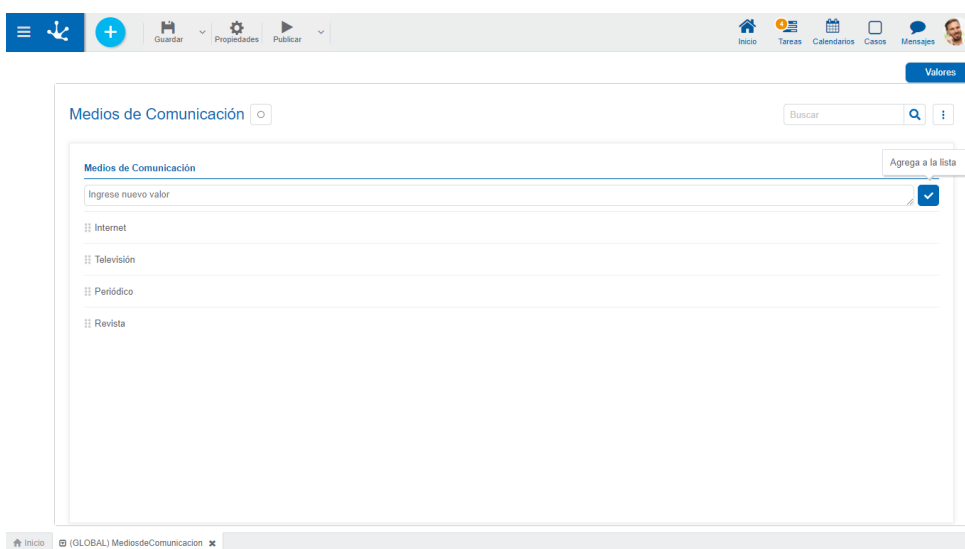 Guardar
Propiedades
Publicar
Inicio
4
Tareas
Calendarios
Casos
Mensajes
Valores
Medios de Comunicación
Buscar
Agrega a la lista
Medios de Comunicación
Ingrese nuevo valor
Internet
Televisión
Periódico
Revista
Inicio
(GLOBAL) MediosdeComunicacion